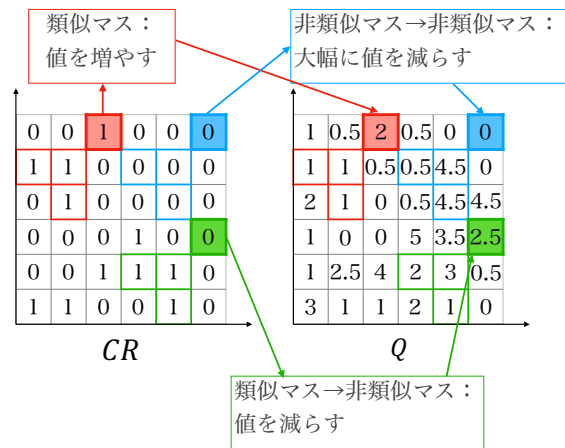 類似マス：
値を増やす
非類似マス→非類似マス：
大幅に値を減らす
0 0 1 0 0 0
1 1 0 0 0 0
0 1 0 0 0 0
0 0 0 1 0 0
0 0 1 1 1 0
1 1 0 0 1 0
CR
1 0.5 2 0.5 0 0
1 1 0.5 0.5 4.5 0
2 1 0 0.5 4.5 4.5
1 0 0 5 3.5 2.5
1 2.5 4 2 3 0.5
3 1 1 2 1 0
Q
類似マス→非類似マス：
値を減らす